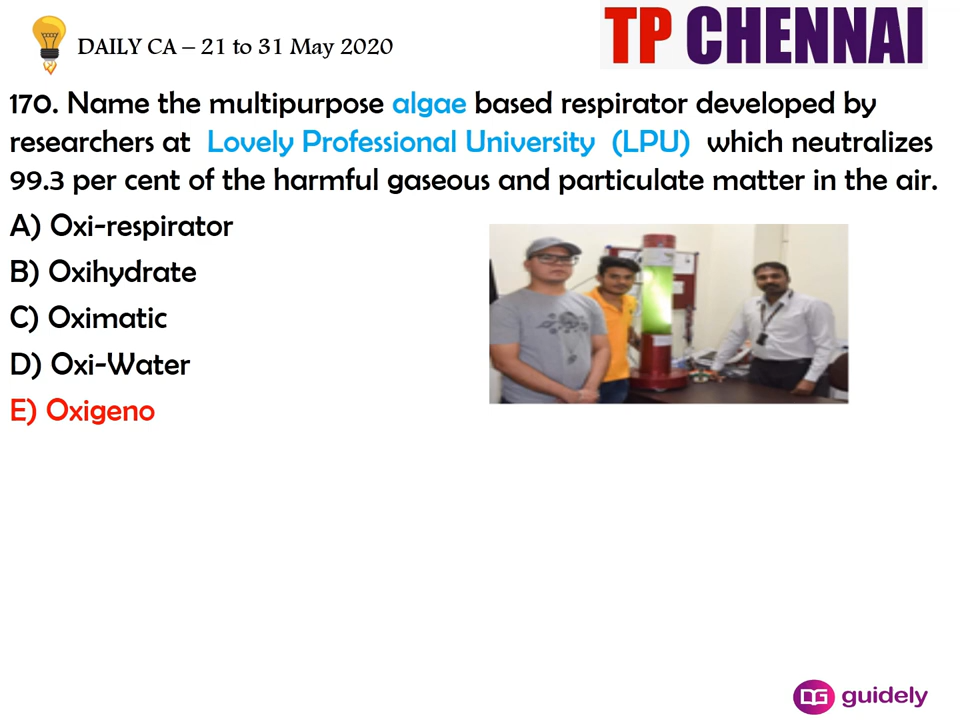 DAILY CA – 21 to 31 May 2020
TP CHENNAI
170. Name the multipurpose algae based respirator developed by
researchers at Lovely Professional University (LPU) which neutralizes
99.3 per cent of the harmful gaseous and particulate matter in the air.
A) Oxi-respirator
B) Oxihydrate
C) Oximatic
D) Oxi-Water
E) Oxigeno
guidely